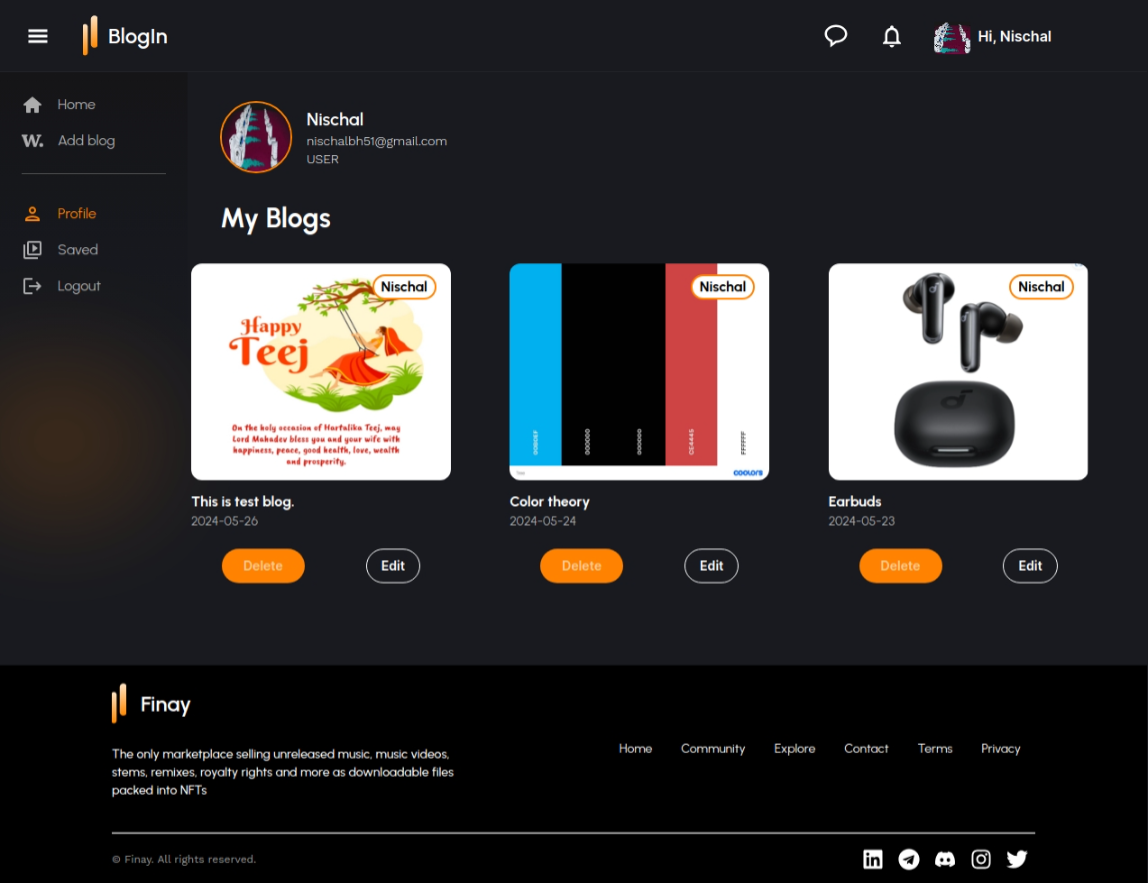 BlogIn
Hi, Nischal
Home
W. Add blog
Profile
Saved
Logout
Nischal
nischalbh51@gmail.com
USER
My Blogs
Nischal
Happy
Teej
On the holy occasion of Hartalika Teej, may
Lord Mahadev bless you and your wife with
happiness, peace, good health, love, wealth
and prosperity.
This is test blog.
2024-05-26
Delete
Edit
Nischal
000000
000000
FFFFFF
coolors
Color theory
2024-05-24
Delete
Edit
Nischal
Earbuds
2024-05-23
Delete
Edit
Finay
The only marketplace selling unreleased music, music videos,
stems, remixes, royalty rights and more as downloadable files
packed into NFTs
Home Community Explore Contact Terms Privacy
© Finay. All rights reserved.